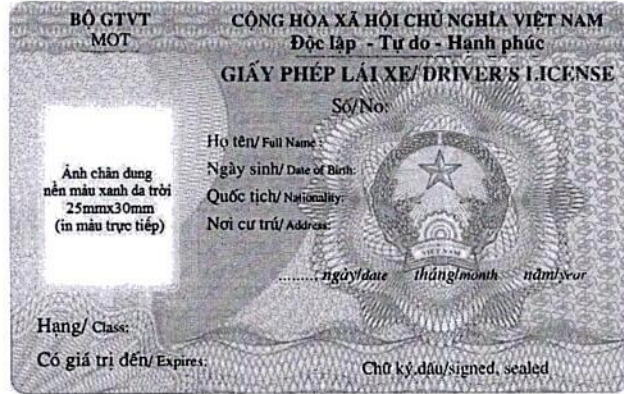 BỘ GTVT
MOT
CỘNG HÒA XÃ HỘI CHỦ NGHĨA VIỆT NAM
Độc lập - Tự do - Hạnh phúc
GIẤY PHÉP LÁI XE/ DRIVER'S LICENSE
Số/No:
Họ tên/ Full Name :
Ngày sinh/ Date of Birth:
Quốc tịch/ Nationality:
Nơi cư trú/ Address:
Ảnh chân dung
nền màu xanh da trời
25mmx30mm
(in màu trực tiếp)
VIỆT NAM
......... ngày/date tháng/month năm/year
Hạng/ Class:
Có giá trị đến/ Expires:
Chữ ký,dấu/signed, sealed